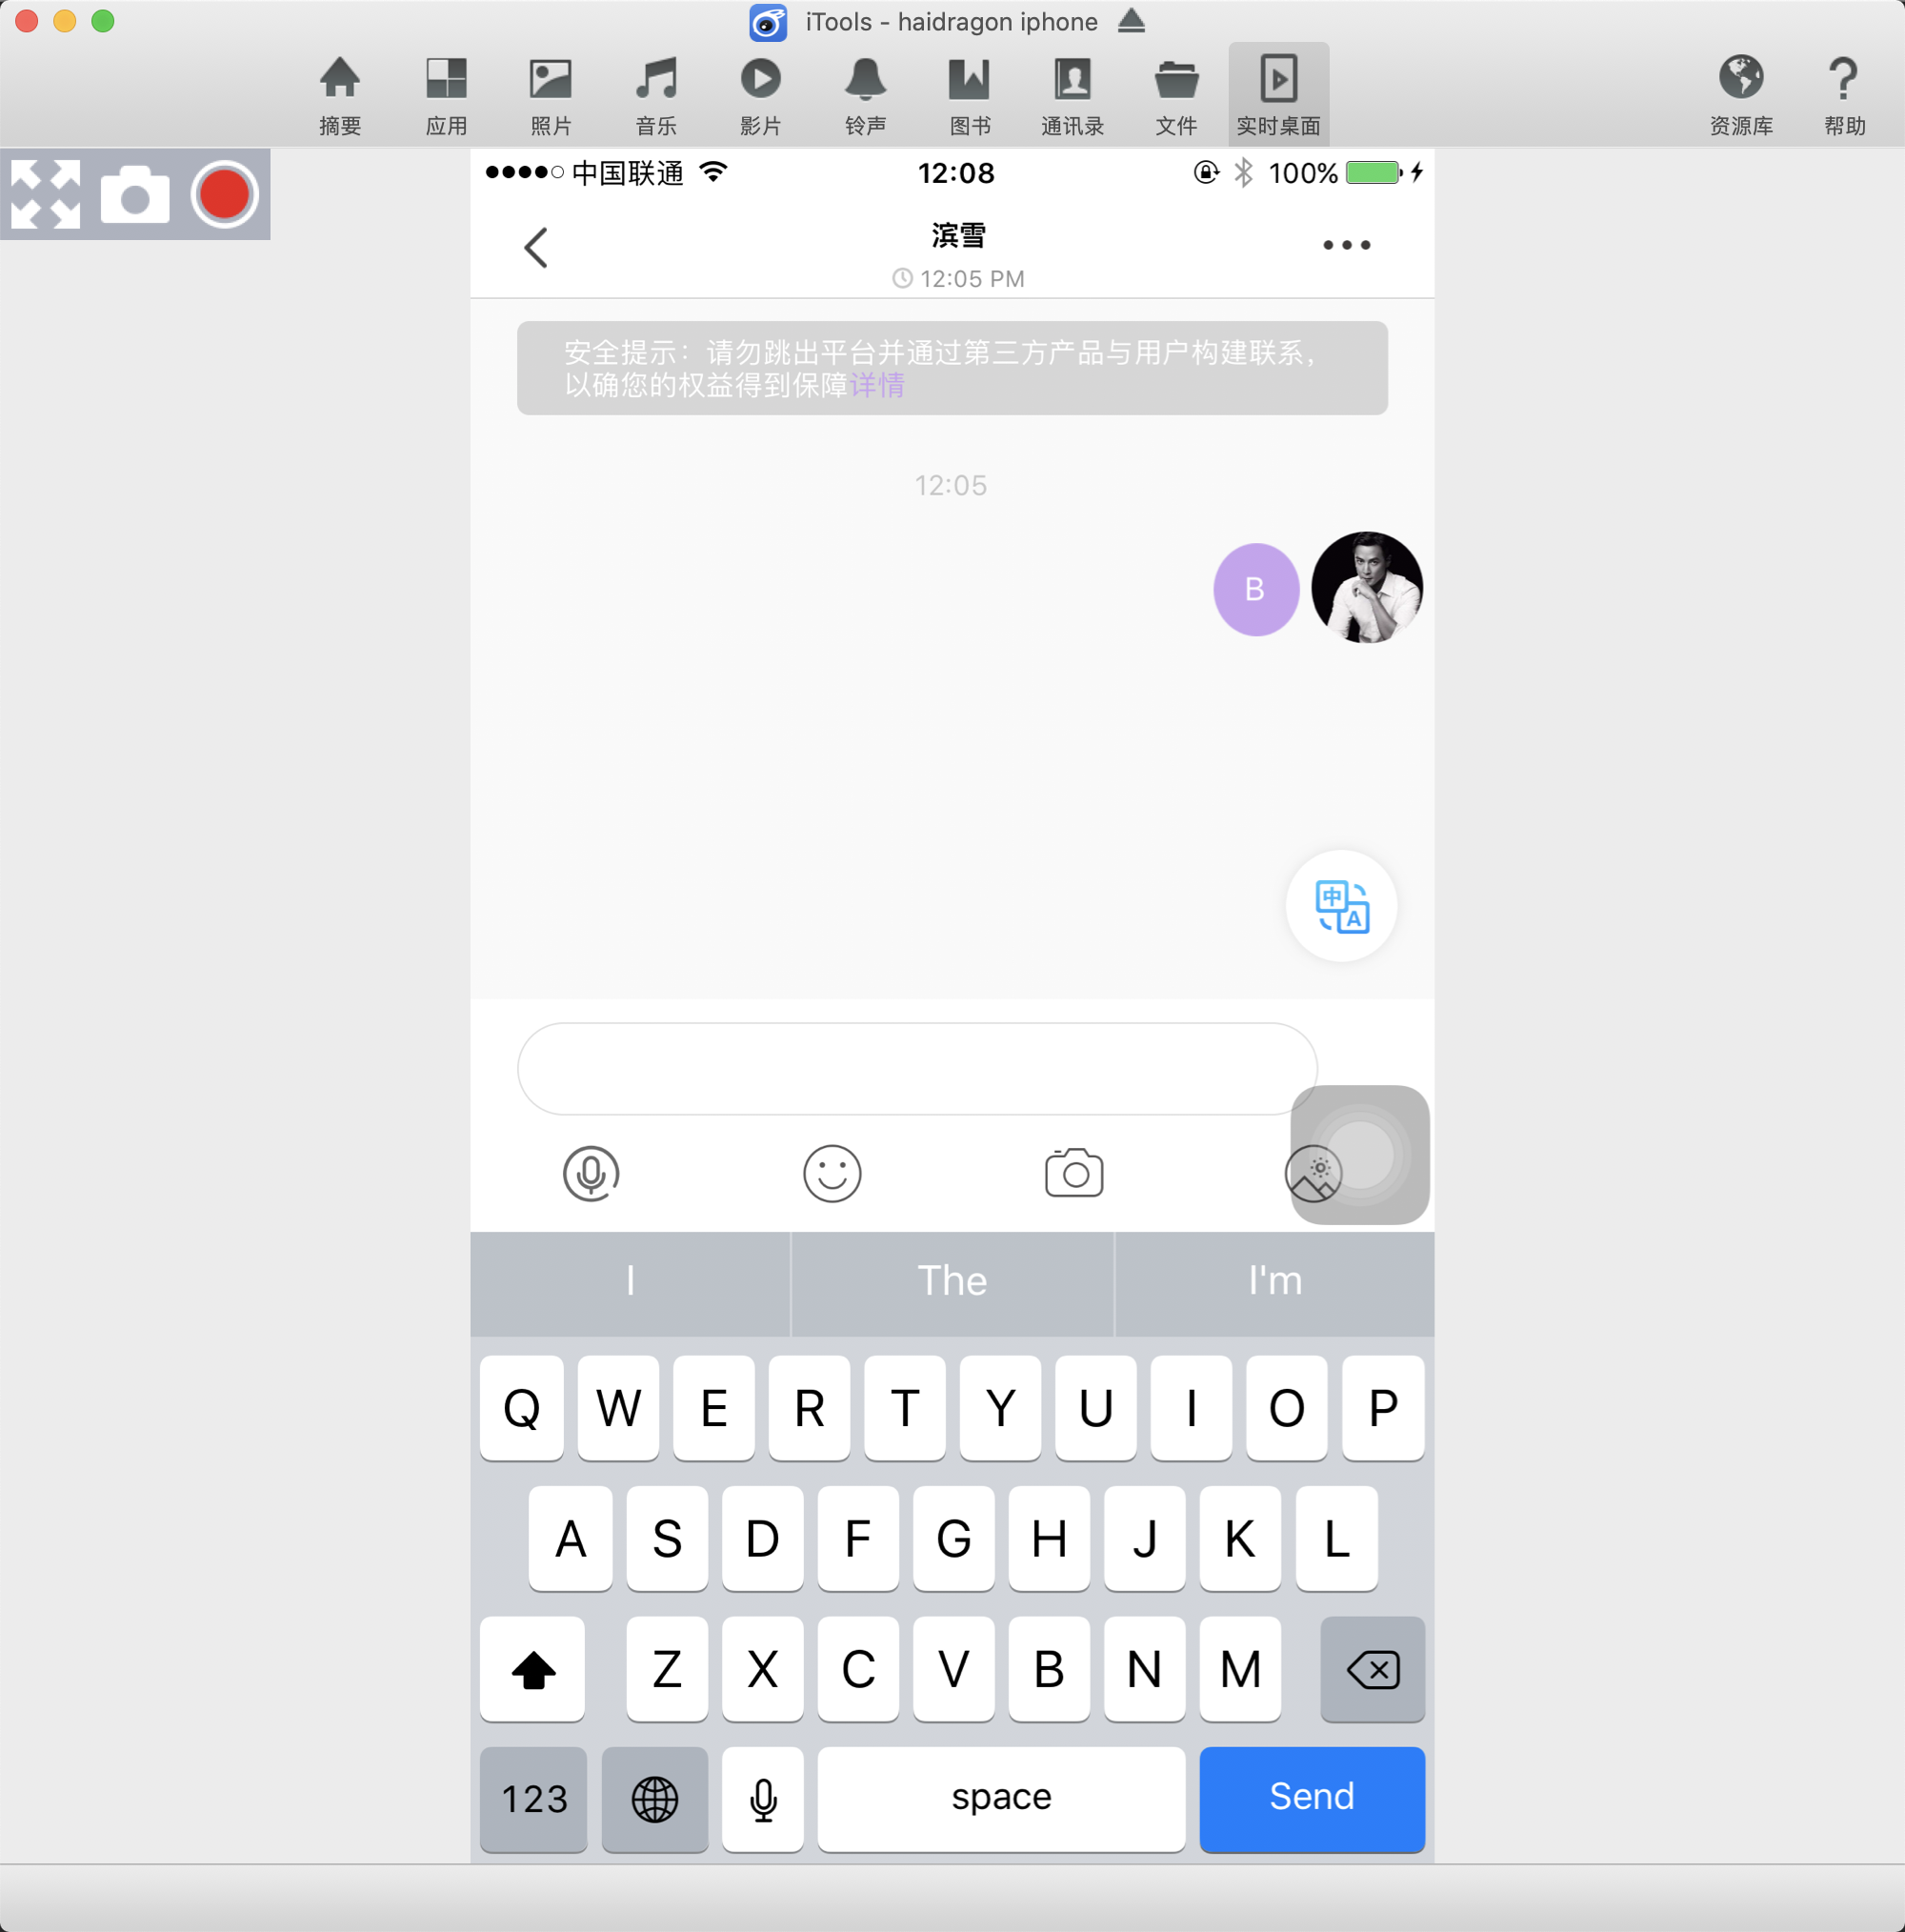 iTools - haidragon iphone
摘要 应用 照片 音乐 影片 铃声 图书 通讯录 文件 实时桌面 资源库 帮助
中国联通 12:08 100%
滨雪
12:05 PM
安全提示：请勿跳出平台并通过第三方产品与用户构建联系，
以确您的权益得到保障详情
12:05
B
中
A
I The I'm
Q W E R T Y U I O P
A S D F G H J K L
Z X C V B N M
123 space Send